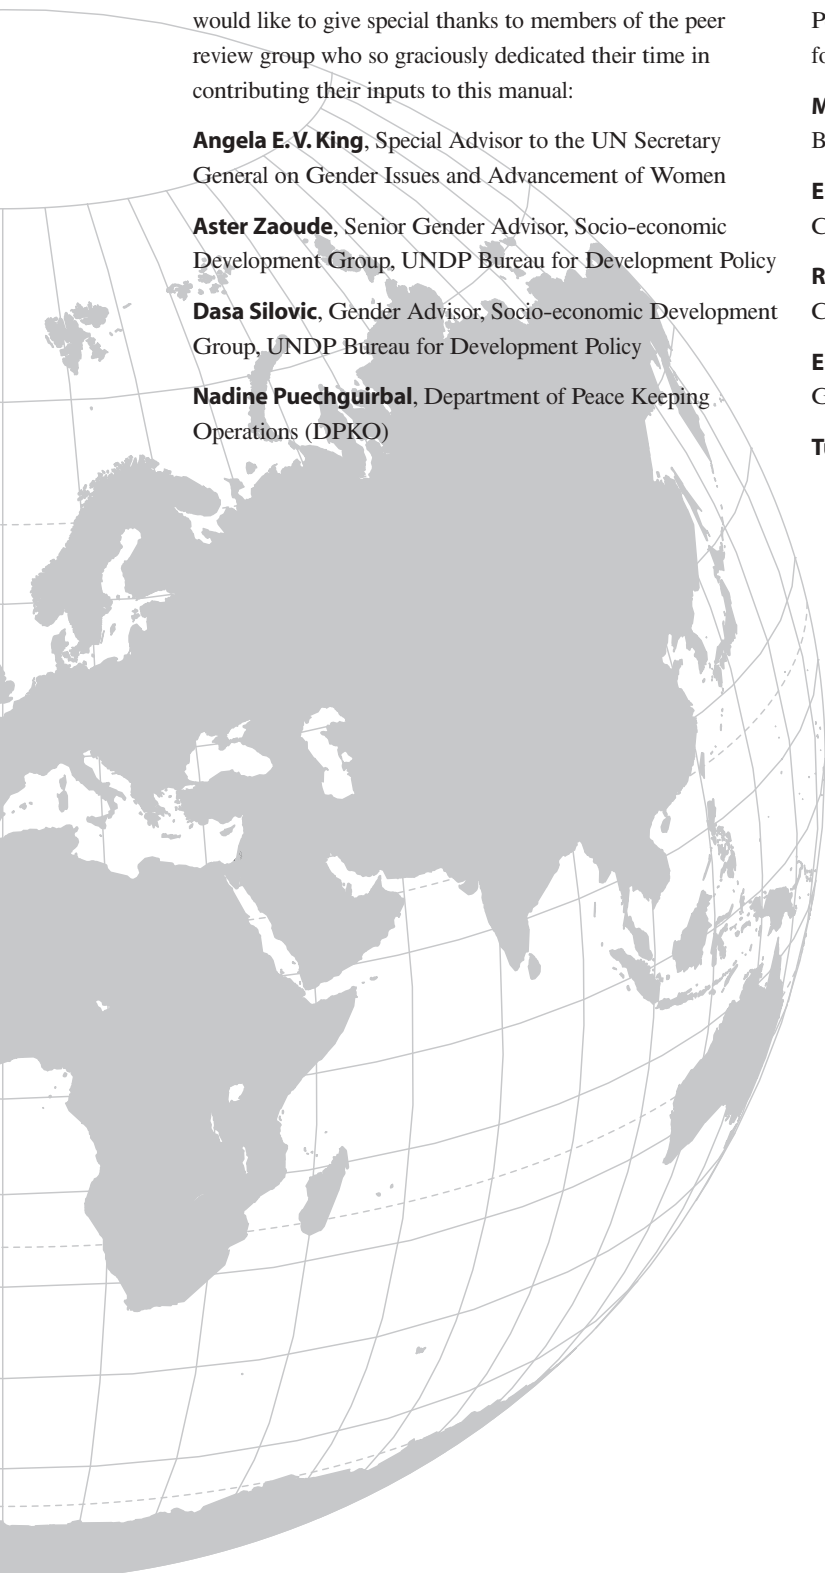 would like to give special thanks to members of the peer
review group who so graciously dedicated their time in
contributing their inputs to this manual:
Angela E. V. King, Special Advisor to the UN Secretary
General on Gender Issues and Advancement of Women
Aster Zaoude, Senior Gender Advisor, Socio-economic
Development Group, UNDP Bureau for Development Policy
Dasa Silovic, Gender Advisor, Socio-economic Development
Group, UNDP Bureau for Development Policy
Nadine Puechguirbal, Department of Peace Keeping
Operations (DPKO)